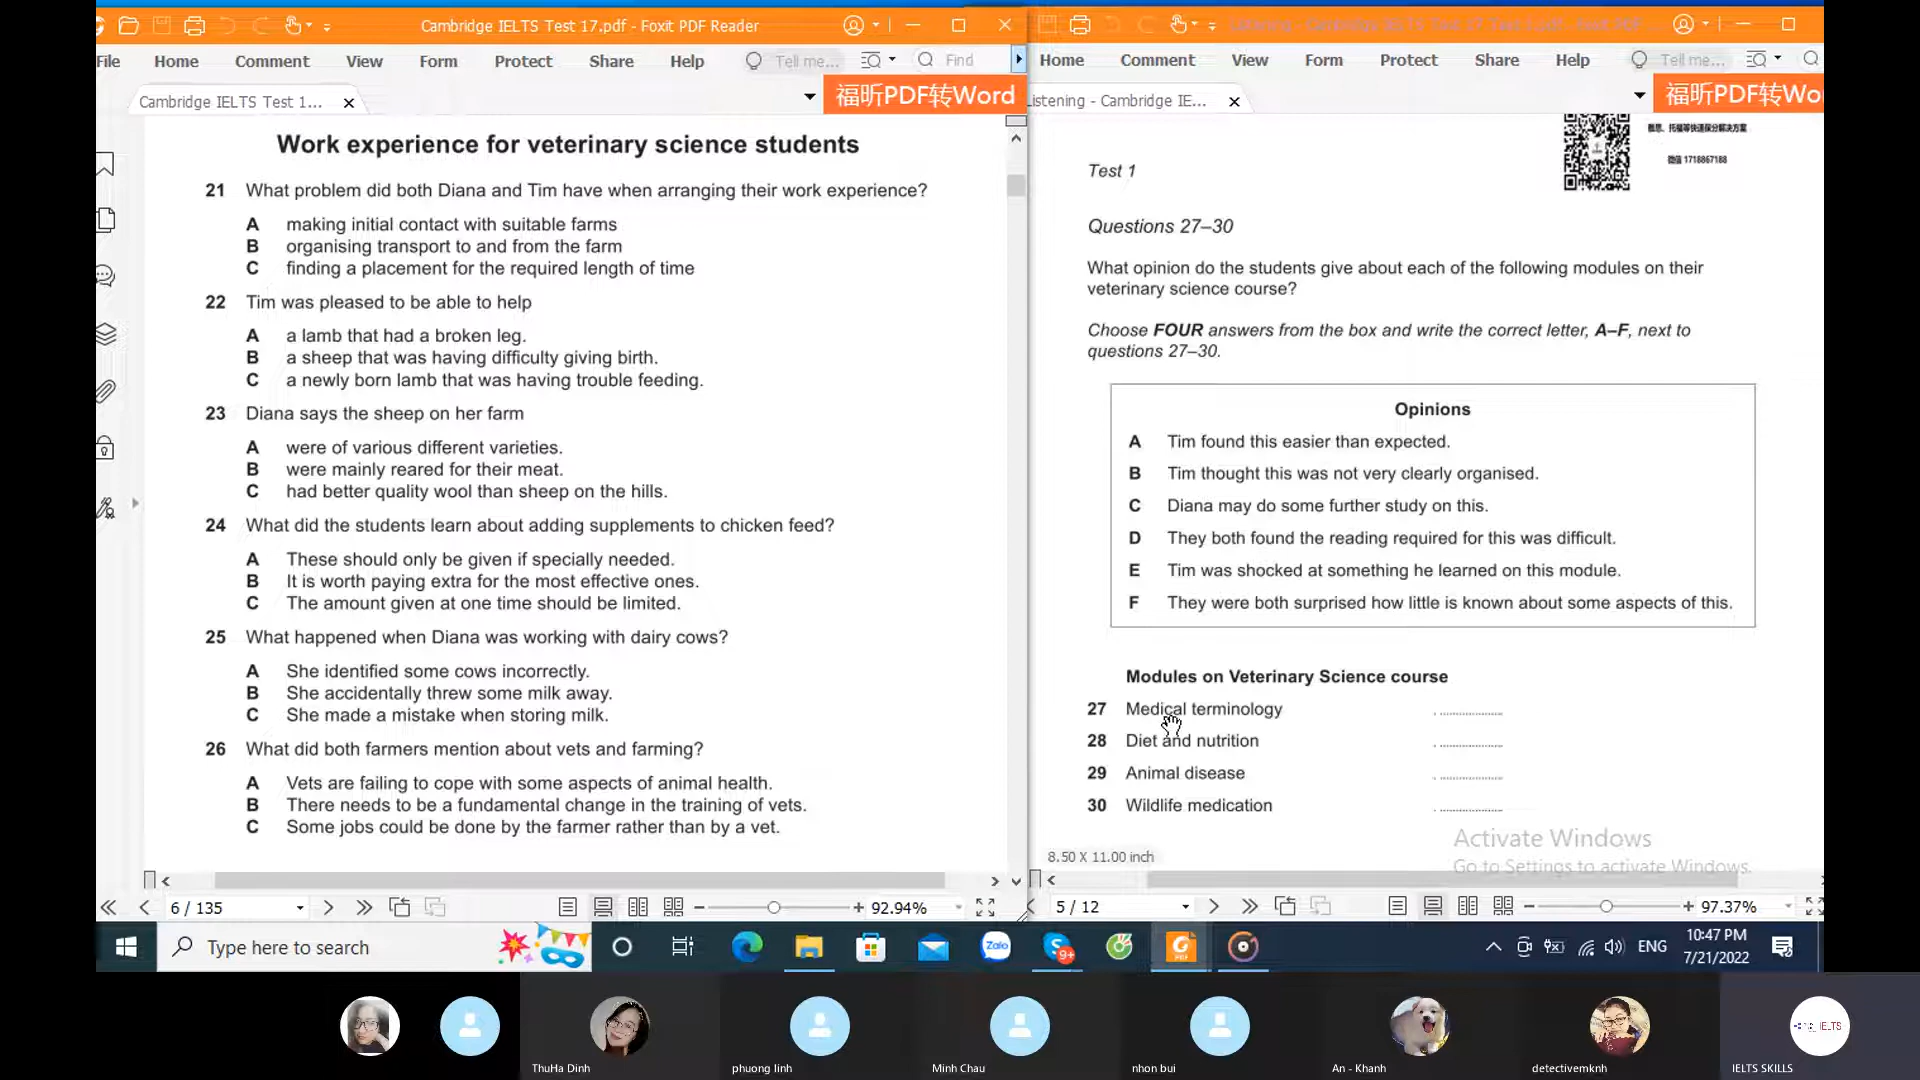 Cambridge IELTS Test 17.pdf - Foxit PDF Reader
File Home Comment View Form Protect Share Help Tell me... Find
Cambridge IELTS Test 1...
福昕PDF转Word
Work experience for veterinary science students
21 What problem did both Diana and Tim have when arranging their work experience?
A making initial contact with suitable farms
B organising transport to and from the farm
C finding a placement for the required length of time
22 Tim was pleased to be able to help
A a lamb that had a broken leg.
B a sheep that was having difficulty giving birth.
C a newly born lamb that was having trouble feeding.
23 Diana says the sheep on her farm
A were of various different varieties.
B were mainly reared for their meat.
C had better quality wool than sheep on the hills.
24 What did the students learn about adding supplements to chicken feed?
A These should only be given if specially needed.
B It is worth paying extra for the most effective ones.
C The amount given at one time should be limited.
25 What happened when Diana was working with dairy cows?
A She identified some cows incorrectly.
B She accidentally threw some milk away.
C She made a mistake when storing milk.
26 What did both farmers mention about vets and farming?
A Vets are failing to cope with some aspects of animal health.
B There needs to be a fundamental change in the training of vets.
C Some jobs could be done by the farmer rather than by a vet.
6 / 135
92.94%
Home Comment View Form Protect Share Help Tell me...
Listening - Cambridge IE...
福昕PDF转Wo
微信 1718867188
Test 1
Questions 27–30
What opinion do the students give about each of the following modules on their
veterinary science course?
Choose FOUR answers from the box and write the correct letter, A–F, next to
questions 27–30.
Opinions
A Tim found this easier than expected.
B Tim thought this was not very clearly organised.
C Diana may do some further study on this.
D They both found the reading required for this was difficult.
E Tim was shocked at something he learned on this module.
F They were both surprised how little is known about some aspects of this.
Modules on Veterinary Science course
27 Medical terminology
28 Diet and nutrition
29 Animal disease
30 Wildlife medication
Activate Windows
Go to Settings to activate Windows.
8.50 X 11.00 inch
5 / 12
97.37%
Type here to search
Zalo
9+
ENG
10:47 PM
7/21/2022
ThuHa Dinh
phuong linh
Minh Chau
nhon bui
An - Khanh
detectivemknh
IELTS
IELTS SKILLS